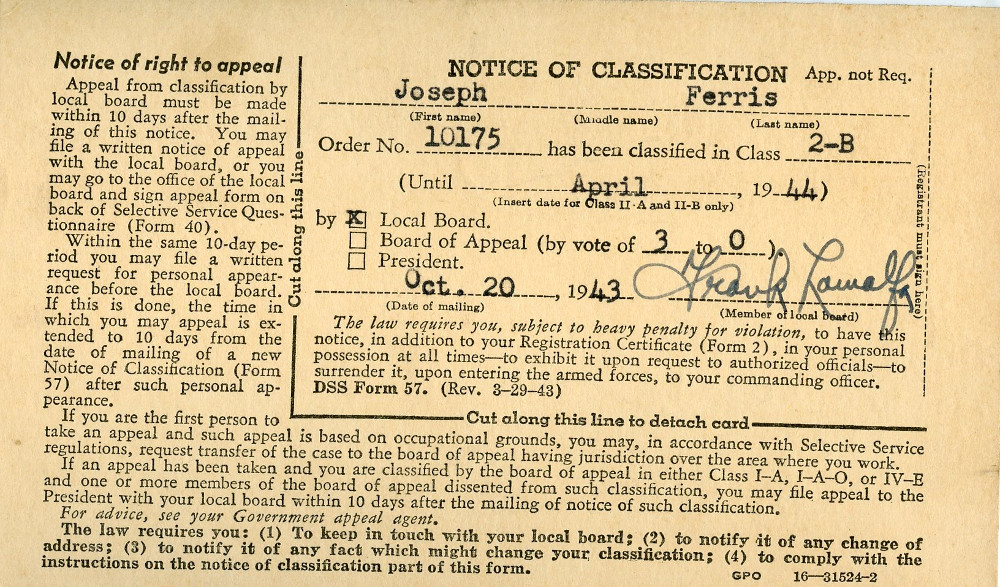 Notice of right to appeal
Appeal from classification by
local board must be made
within 10 days after the mail-
ing of this notice. You may
file a written notice of appeal
with the local board, or you
may go to the office of the local
board and sign appeal form on
back of Selective Service Ques-
tionnaire (Form 40).
Within the same 10-day pe-
riod you may file a written
request for personal appear-
ance before the local board.
If this is done, the time in
which you may appeal is ex-
tended to 10 days from the
date of mailing of a new
Notice of Classification (Form
57) after such personal ap-
pearance.
If you are the first person to
take an appeal and such appeal is based on occupational grounds, you may, in accordance with Selective Service
regulations, request transfer of the case to the board of appeal having jurisdiction over the area where you work.
If an appeal has been taken and you are classified by the board of appeal in either Class I–A, I–A–O, or IV–E
and one or more members of the board of appeal dissented from such classification, you may file appeal to the
President with your local board within 10 days after the mailing of notice of such classification.
For advice, see your Government appeal agent.
The law requires you: (1) To keep in touch with your local board; (2) to notify it of any change of
address; (3) to notify it of any fact which might change your classification; (4) to comply with the
instructions on the notice of classification part of this form.
GPO 16—31524-2
Cut along this line
NOTICE OF CLASSIFICATION App. not Req.
Joseph Ferris
(First name) (Middle name) (Last name)
Order No. 10175 has been classified in Class 2-B
(Until April, 19 44)
(Insert date for Class II-A and II-B only)
by X Local Board.
Board of Appeal (by vote of 3 to 0).
President.
Oct. 20, 1943 Frank Lamalfa
(Date of mailing) (Member of local board)
The law requires you, subject to heavy penalty for violation, to have this
notice, in addition to your Registration Certificate (Form 2), in your personal
possession at all times—to exhibit it upon request to authorized officials—to
surrender it, upon entering the armed forces, to your commanding officer.
DSS Form 57. (Rev. 3-29-43)
Cut along this line to detach card
(Registrant must sign here)